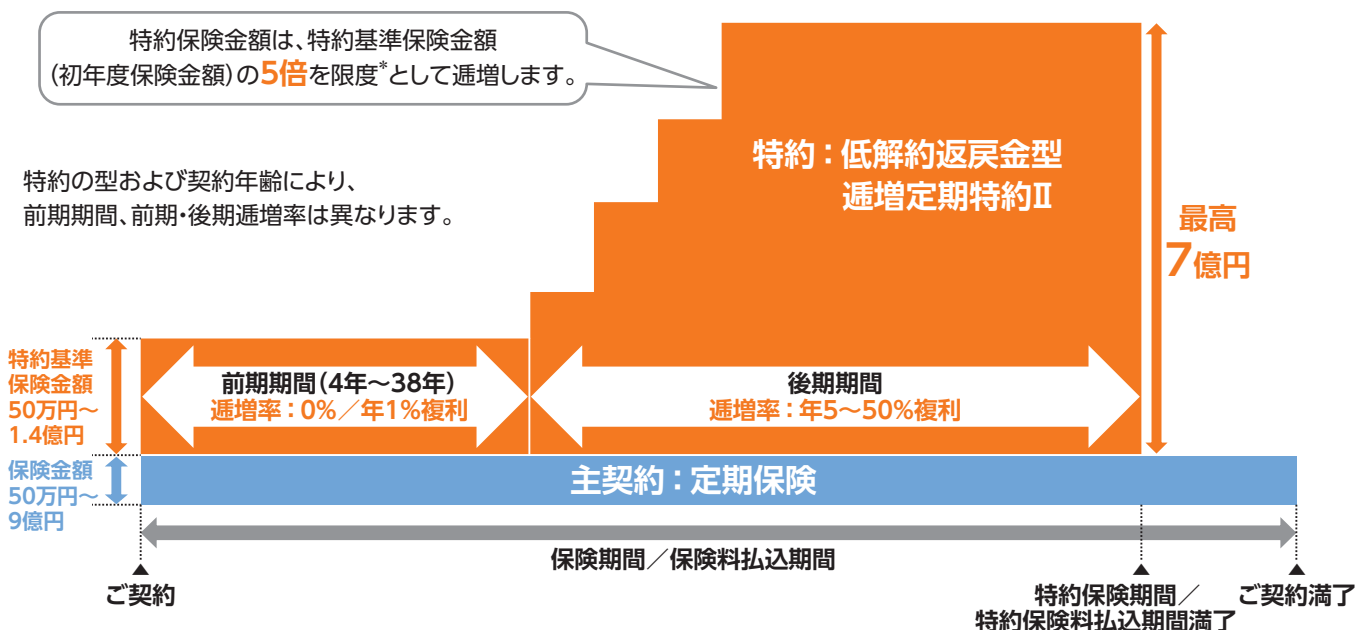 特約保険金額は、特約基準保険金額
(初年度保険金額)の5倍を限度*として逓増します。
特約の型および契約年齢により、
前期期間、前期・後期逓増率は異なります。
特約：低解約返戻金型
逓増定期特約Ⅱ
最高
7億円
特約基準
保険金額
50万円～
1.4億円
前期期間(4年～38年)
逓増率：0%／年1%複利
後期期間
逓増率：年5～50%複利
保険金額
50万円～
9億円
主契約：定期保険
保険期間／保険料払込期間
ご契約
特約保険期間／
特約保険料払込期間満了
ご契約満了